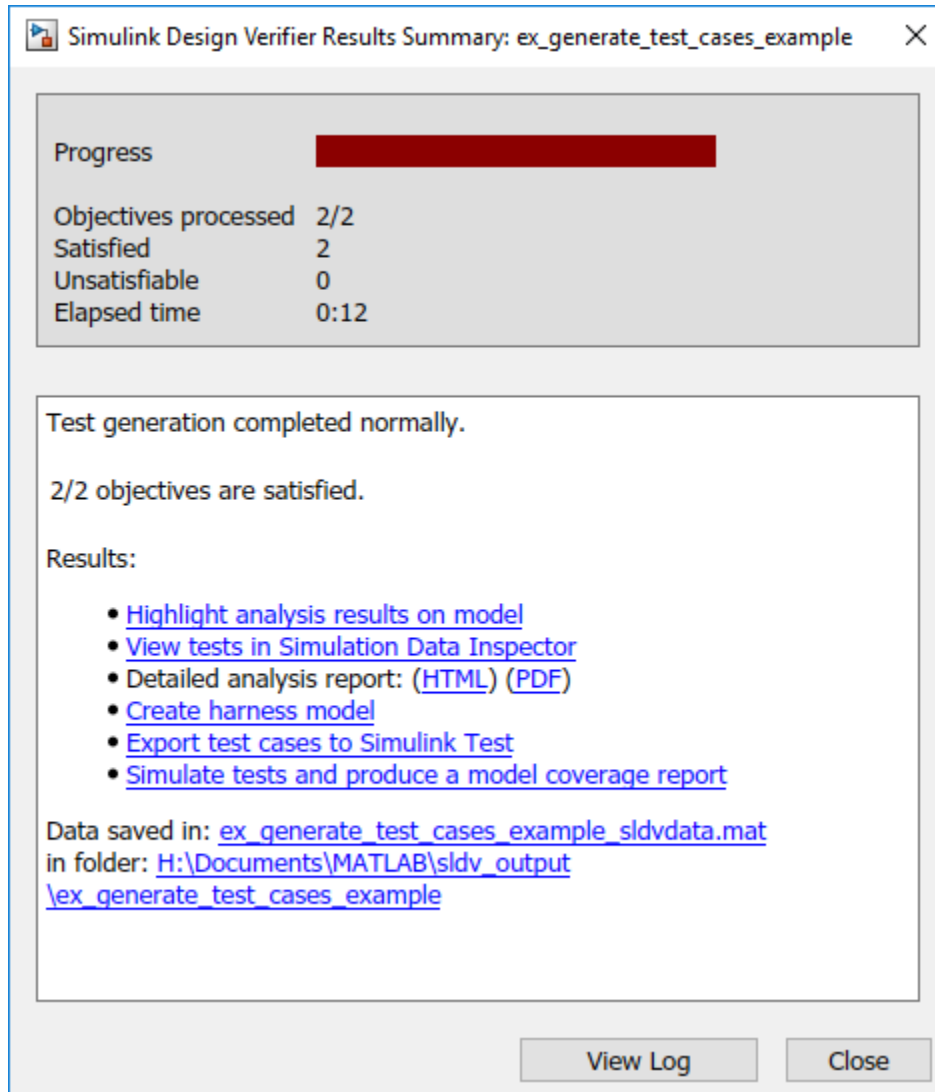 Simulink Design Verifier Results Summary: ex_generate_test_cases_example
Progress
Objectives processed 2/2
Satisfied 2
Unsatisfiable 0
Elapsed time 0:12
Test generation completed normally.
2/2 objectives are satisfied.
Results:
• Highlight analysis results on model
• View tests in Simulation Data Inspector
• Detailed analysis report: (HTML) (PDF)
• Create harness model
• Export test cases to Simulink Test
• Simulate tests and produce a model coverage report
Data saved in: ex_generate_test_cases_example_sldvdata.mat
in folder: H:\Documents\MATLAB\sldv_output
\ex_generate_test_cases_example
View Log Close